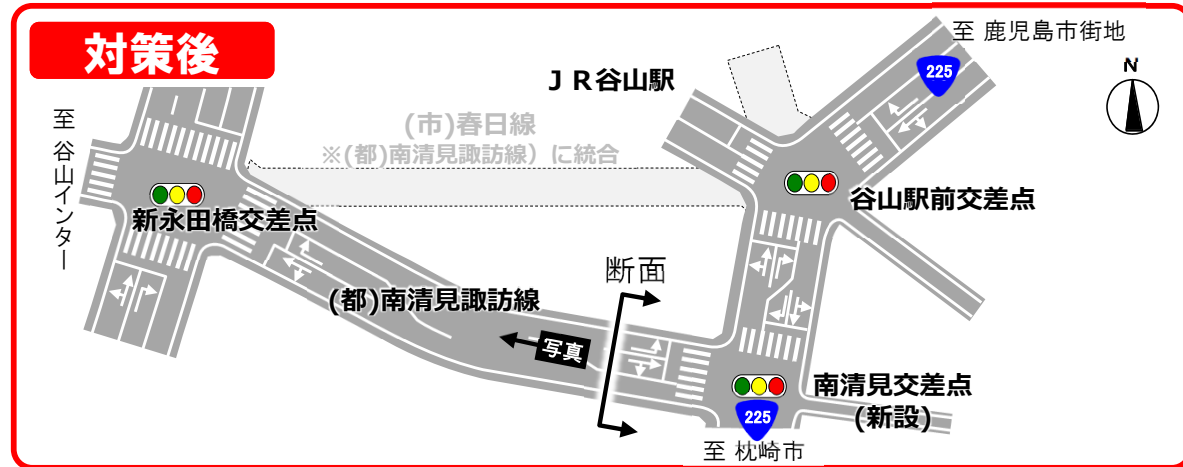 対策後
至 鹿児島市街地
225
N
ＪＲ谷山駅
(市)春日線
※(都)南清見諏訪線）に統合
至 谷山インター
新永田橋交差点
谷山駅前交差点
断面
(都)南清見諏訪線
写真
南清見交差点
(新設)
225
至 枕崎市